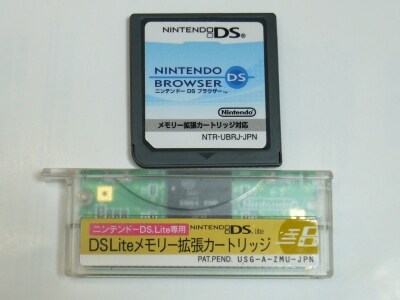 NINTENDO DS
NINTENDO
BROWSER DS
ニンテンドーDS ブラウザー™
Nintendo
メモリー拡張カートリッジ対応
NTR-UBRJ-JPN
ニンテンドーDS Lite専用
NINTENDO DS Lite
DS Liteメモリー拡張カートリッジ
PAT.PEND. USG-A-ZMU-JPN